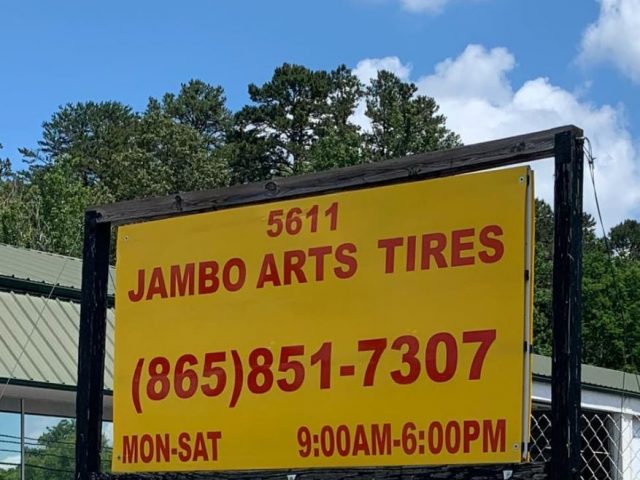 5611
JAMBO ARTS TIRES
(865)851-7307
MON-SAT 9:00AM-6:00PM